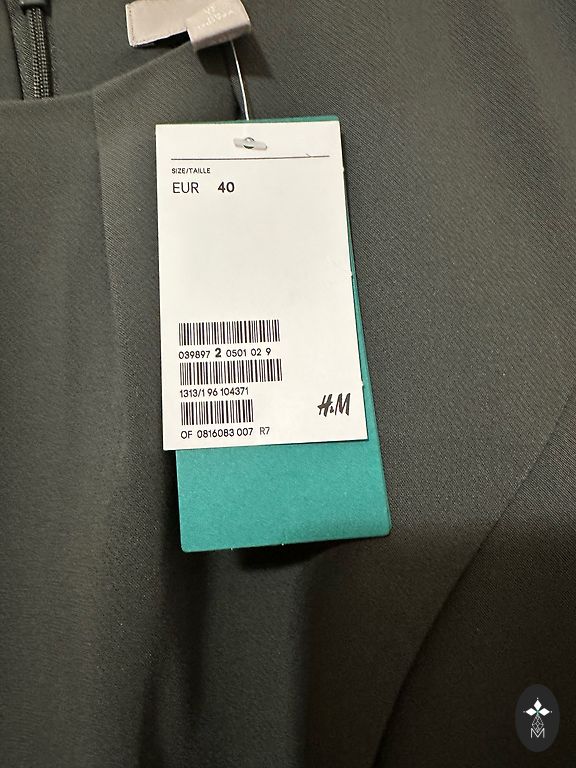 SIZE/TAILLE
EUR 40
039897 2 0501 02 9
1313/1 96 104371
H&M
OF 0816083 007 R7
M